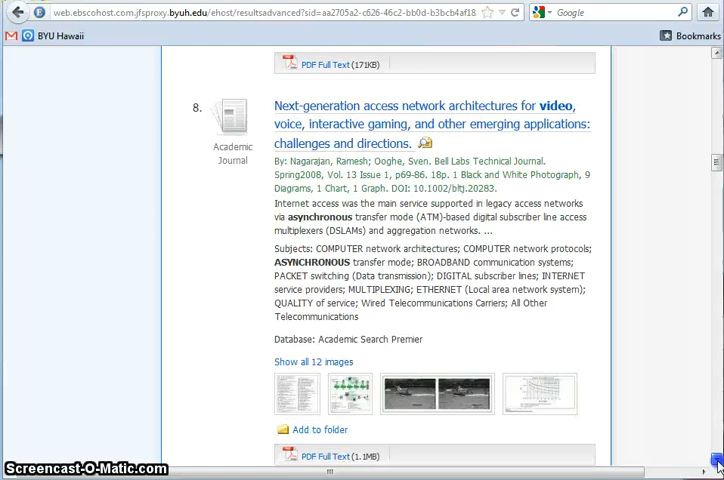 web.ebscohost.com.jfsproxy.byuh.edu/ehost/resultsadvanced?sid=aa2705a2-c626-46c2-bb0d-b3bcb4af18
Google
BYU Hawaii
Bookmarks
PDF Full Text (171KB)
8.
Academic
Journal
Next-generation access network architectures for video,
voice, interactive gaming, and other emerging applications:
challenges and directions.
By: Nagarajan, Ramesh; Ooghe, Sven. Bell Labs Technical Journal.
Spring2008, Vol. 13 Issue 1, p69-86. 18p. 1 Black and White Photograph, 9
Diagrams, 1 Chart, 1 Graph. DOI: 10.1002/bltj.20283.
Internet access was the main service supported in legacy access networks
via asynchronous transfer mode (ATM)-based digital subscriber line access
multiplexers (DSLAMs) and aggregation networks. ...
Subjects: COMPUTER network architectures; COMPUTER network protocols;
ASYNCHRONOUS transfer mode; BROADBAND communication systems;
PACKET switching (Data transmission); DIGITAL subscriber lines; INTERNET
service providers; MULTIPLEXING; ETHERNET (Local area network system);
QUALITY of service; Wired Telecommunications Carriers; All Other
Telecommunications
Database: Academic Search Premier
Show all 12 images
Add to folder
PDF Full Text (1.1MB)
Screencast-O-Matic.com